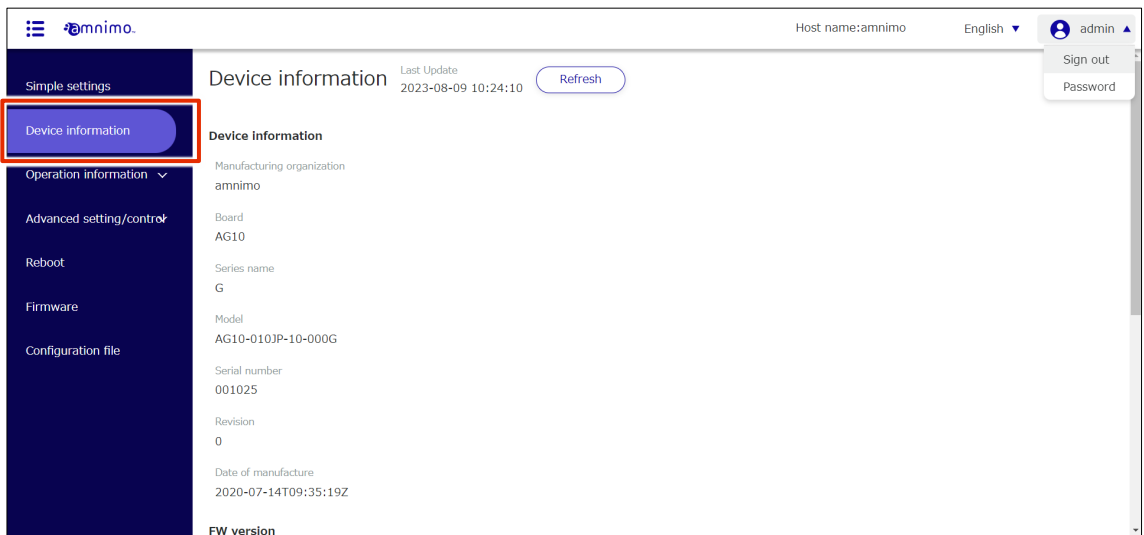 amnimo
Host name:amnimo
English
admin
Sign out
Password
Simple settings
Device information
Operation information
Advanced setting/control
Reboot
Firmware
Configuration file
Device information
Last Update
2023-08-09 10:24:10
Refresh
Device information
Manufacturing organization
amnimo
Board
AG10
Series name
G
Model
AG10-010JP-10-000G
Serial number
001025
Revision
0
Date of manufacture
2020-07-14T09:35:19Z
FW version